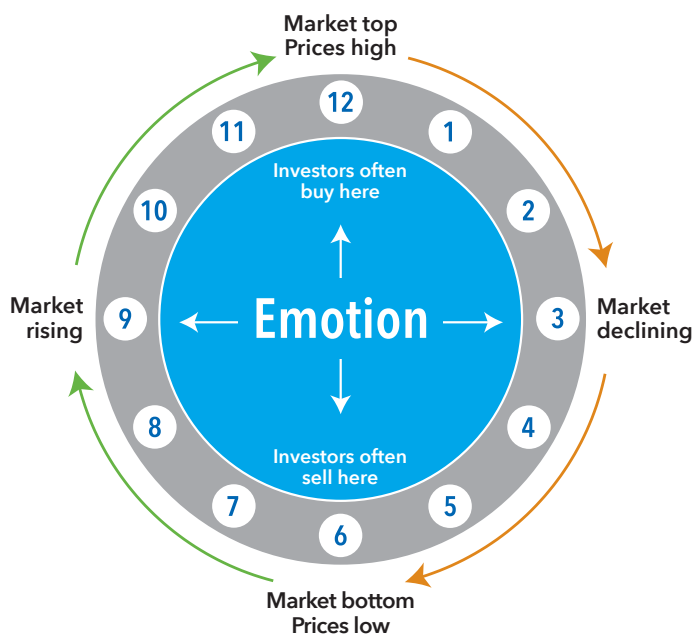 Market top
Prices high
12
11
1
Investors often
buy here
10
2
Market
rising
9
Emotion
3
Market
declining
8
4
Investors often
sell here
7
5
6
Market bottom
Prices low